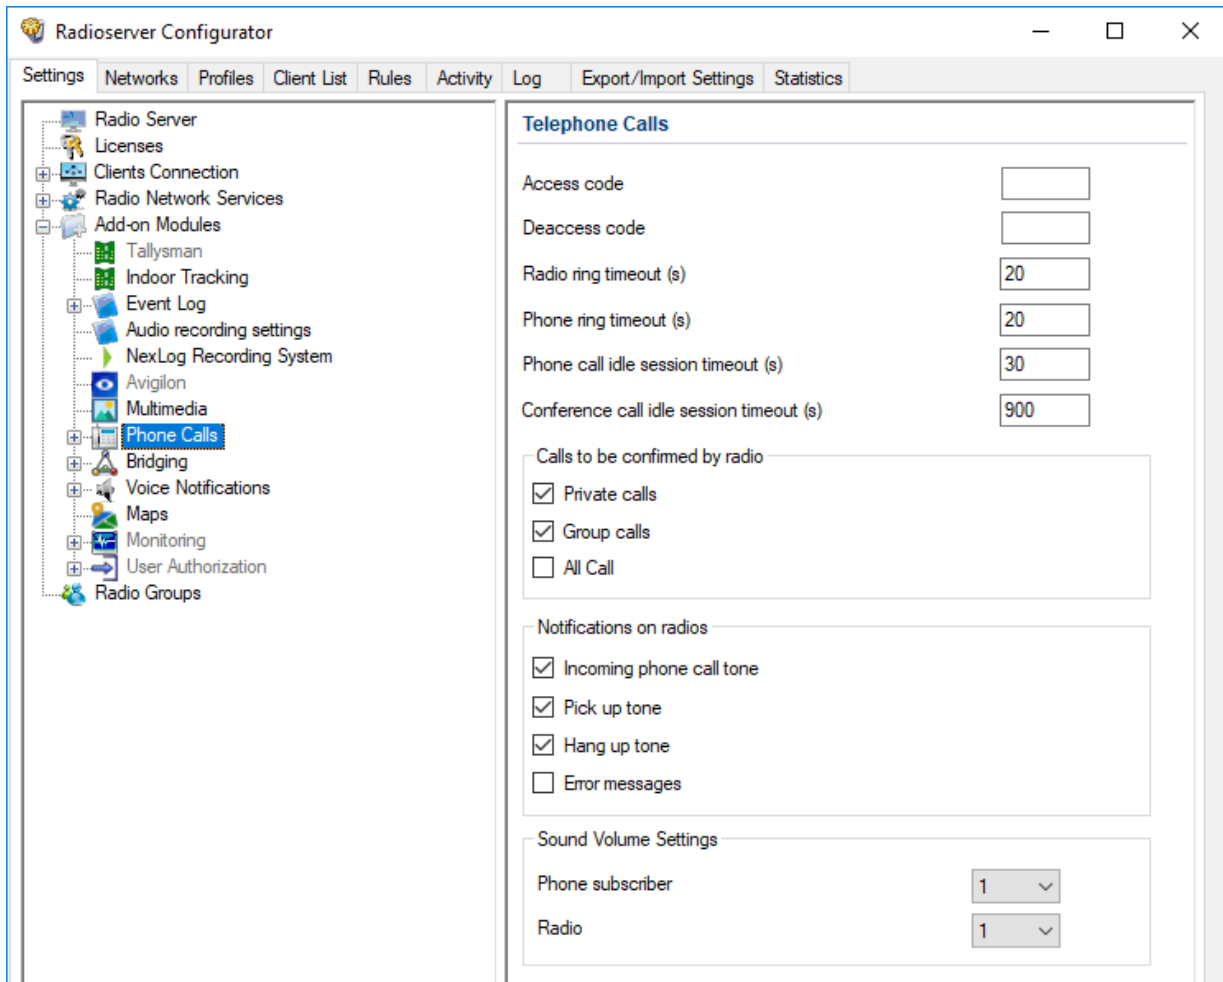 Radioserver Configurator
Settings Networks Profiles Client List Rules Activity Log Export/Import Settings Statistics
Radio Server
Licenses
Clients Connection
Radio Network Services
Add-on Modules
Tallysman
Indoor Tracking
Event Log
Audio recording settings
NexLog Recording System
Avigilon
Multimedia
Phone Calls
Bridging
Voice Notifications
Maps
Monitoring
User Authorization
Radio Groups
Telephone Calls
Access code
Deaccess code
Radio ring timeout (s) 20
Phone ring timeout (s) 20
Phone call idle session timeout (s) 30
Conference call idle session timeout (s) 900
Calls to be confirmed by radio
Private calls
Group calls
All Call
Notifications on radios
Incoming phone call tone
Pick up tone
Hang up tone
Error messages
Sound Volume Settings
Phone subscriber 1
Radio 1